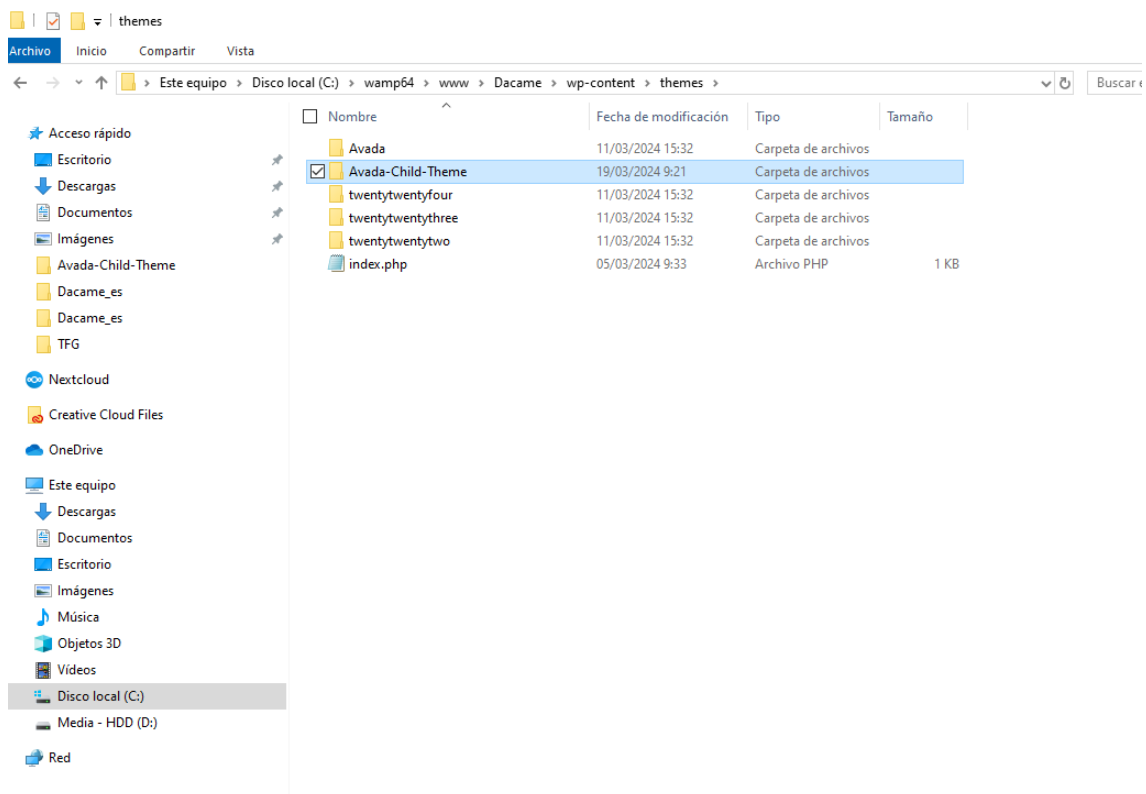 themes
Archivo Inicio Compartir Vista
Este equipo > Disco local (C:) > wamp64 > www > Dacame > wp-content > themes >
Buscar
Nombre Fecha de modificación Tipo Tamaño
Acceso rápido
Escritorio
Descargas
Documentos
Imágenes
Avada-Child-Theme
Dacame_es
Dacame_es
TFG
Nextcloud
Creative Cloud Files
OneDrive
Este equipo
Descargas
Documentos
Escritorio
Imágenes
Música
Objetos 3D
Vídeos
Disco local (C:)
Media - HDD (D:)
Red
Avada 11/03/2024 15:32 Carpeta de archivos
Avada-Child-Theme 19/03/2024 9:21 Carpeta de archivos
twentytwentyfour 11/03/2024 15:32 Carpeta de archivos
twentytwentythree 11/03/2024 15:32 Carpeta de archivos
twentytwentytwo 11/03/2024 15:32 Carpeta de archivos
index.php 05/03/2024 9:33 Archivo PHP 1 KB